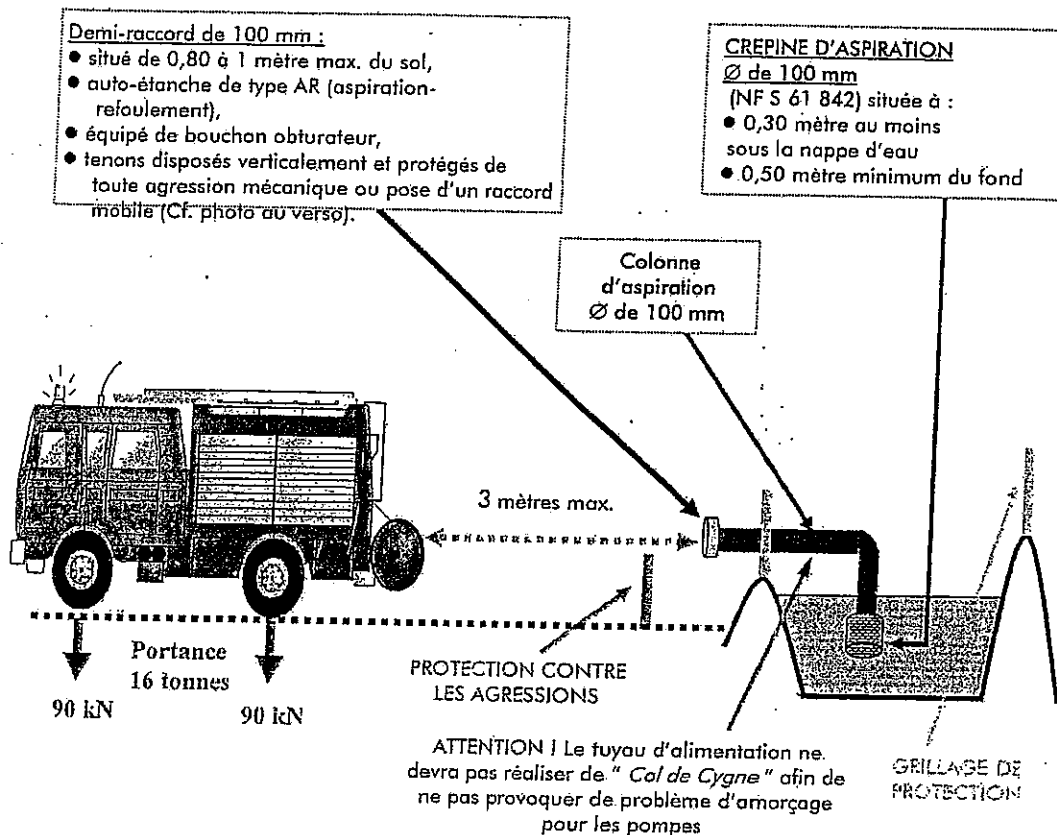 Demi-raccord de 100 mm :
● situé de 0,80 à 1 mètre max. du sol,
● auto-étanche de type AR (aspiration-
refoulement),
● équipé de bouchon obturateur,
● tenons disposés verticalement et protégés de
toute agression mécanique ou pose d'un raccord
mobile (Cf. photo au verso).
CREPINE D'ASPIRATION
Ø de 100 mm
(NF S 61 842) située à :
● 0,30 mètre au moins
sous la nappe d'eau
● 0,50 mètre minimum du fond
Colonne
d'aspiration
Ø de 100 mm
3 mètres max.
Portance
16 tonnes
90 kN
90 kN
PROTECTION CONTRE
LES AGRESSIONS
ATTENTION ! Le tuyau d'alimentation ne
devra pas réaliser de " Col de Cygne " afin de
ne pas provoquer de problème d'amorçage
pour les pompes
GRILLAGE DE
PROTECTION